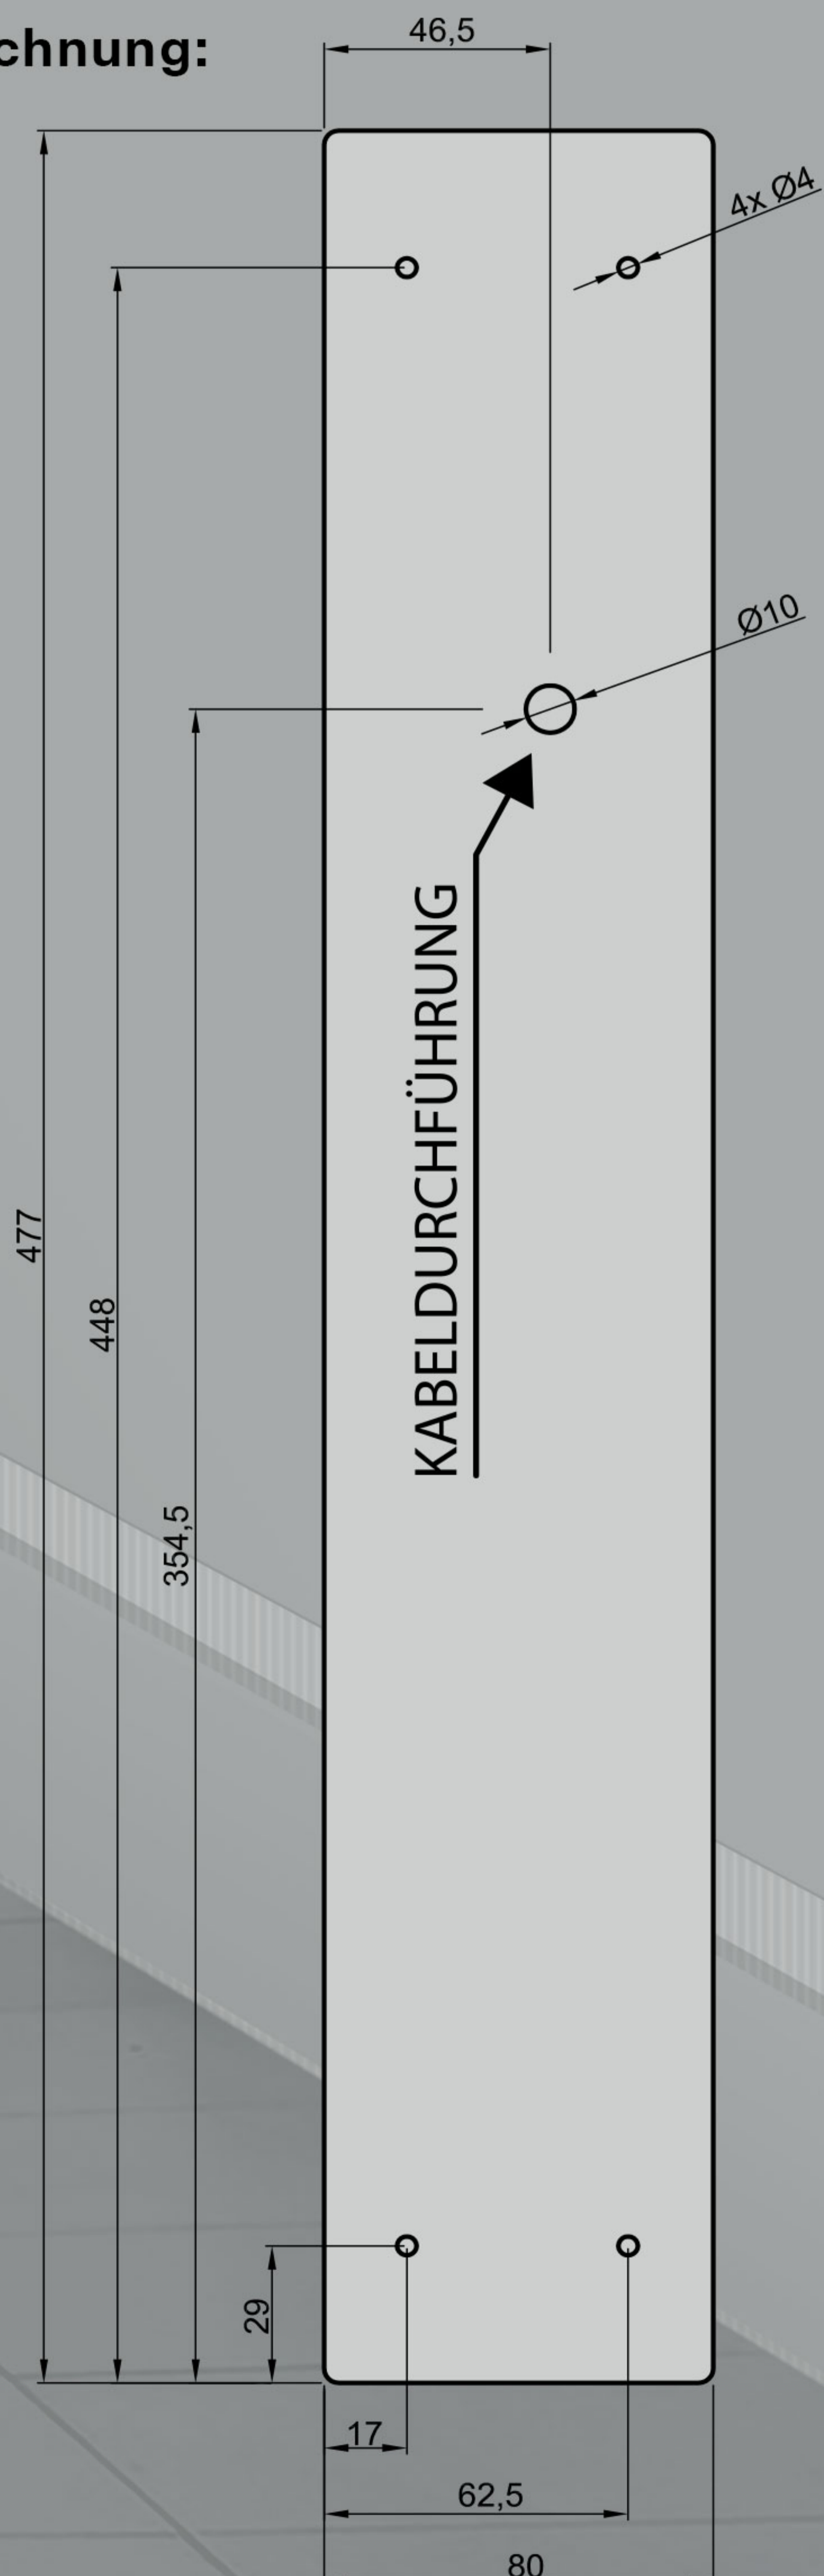 chnung:
46,5
4x Ø4
Ø10
KABELDURCHFÜHRUNG
477
448
354,5
29
17
62,5
80